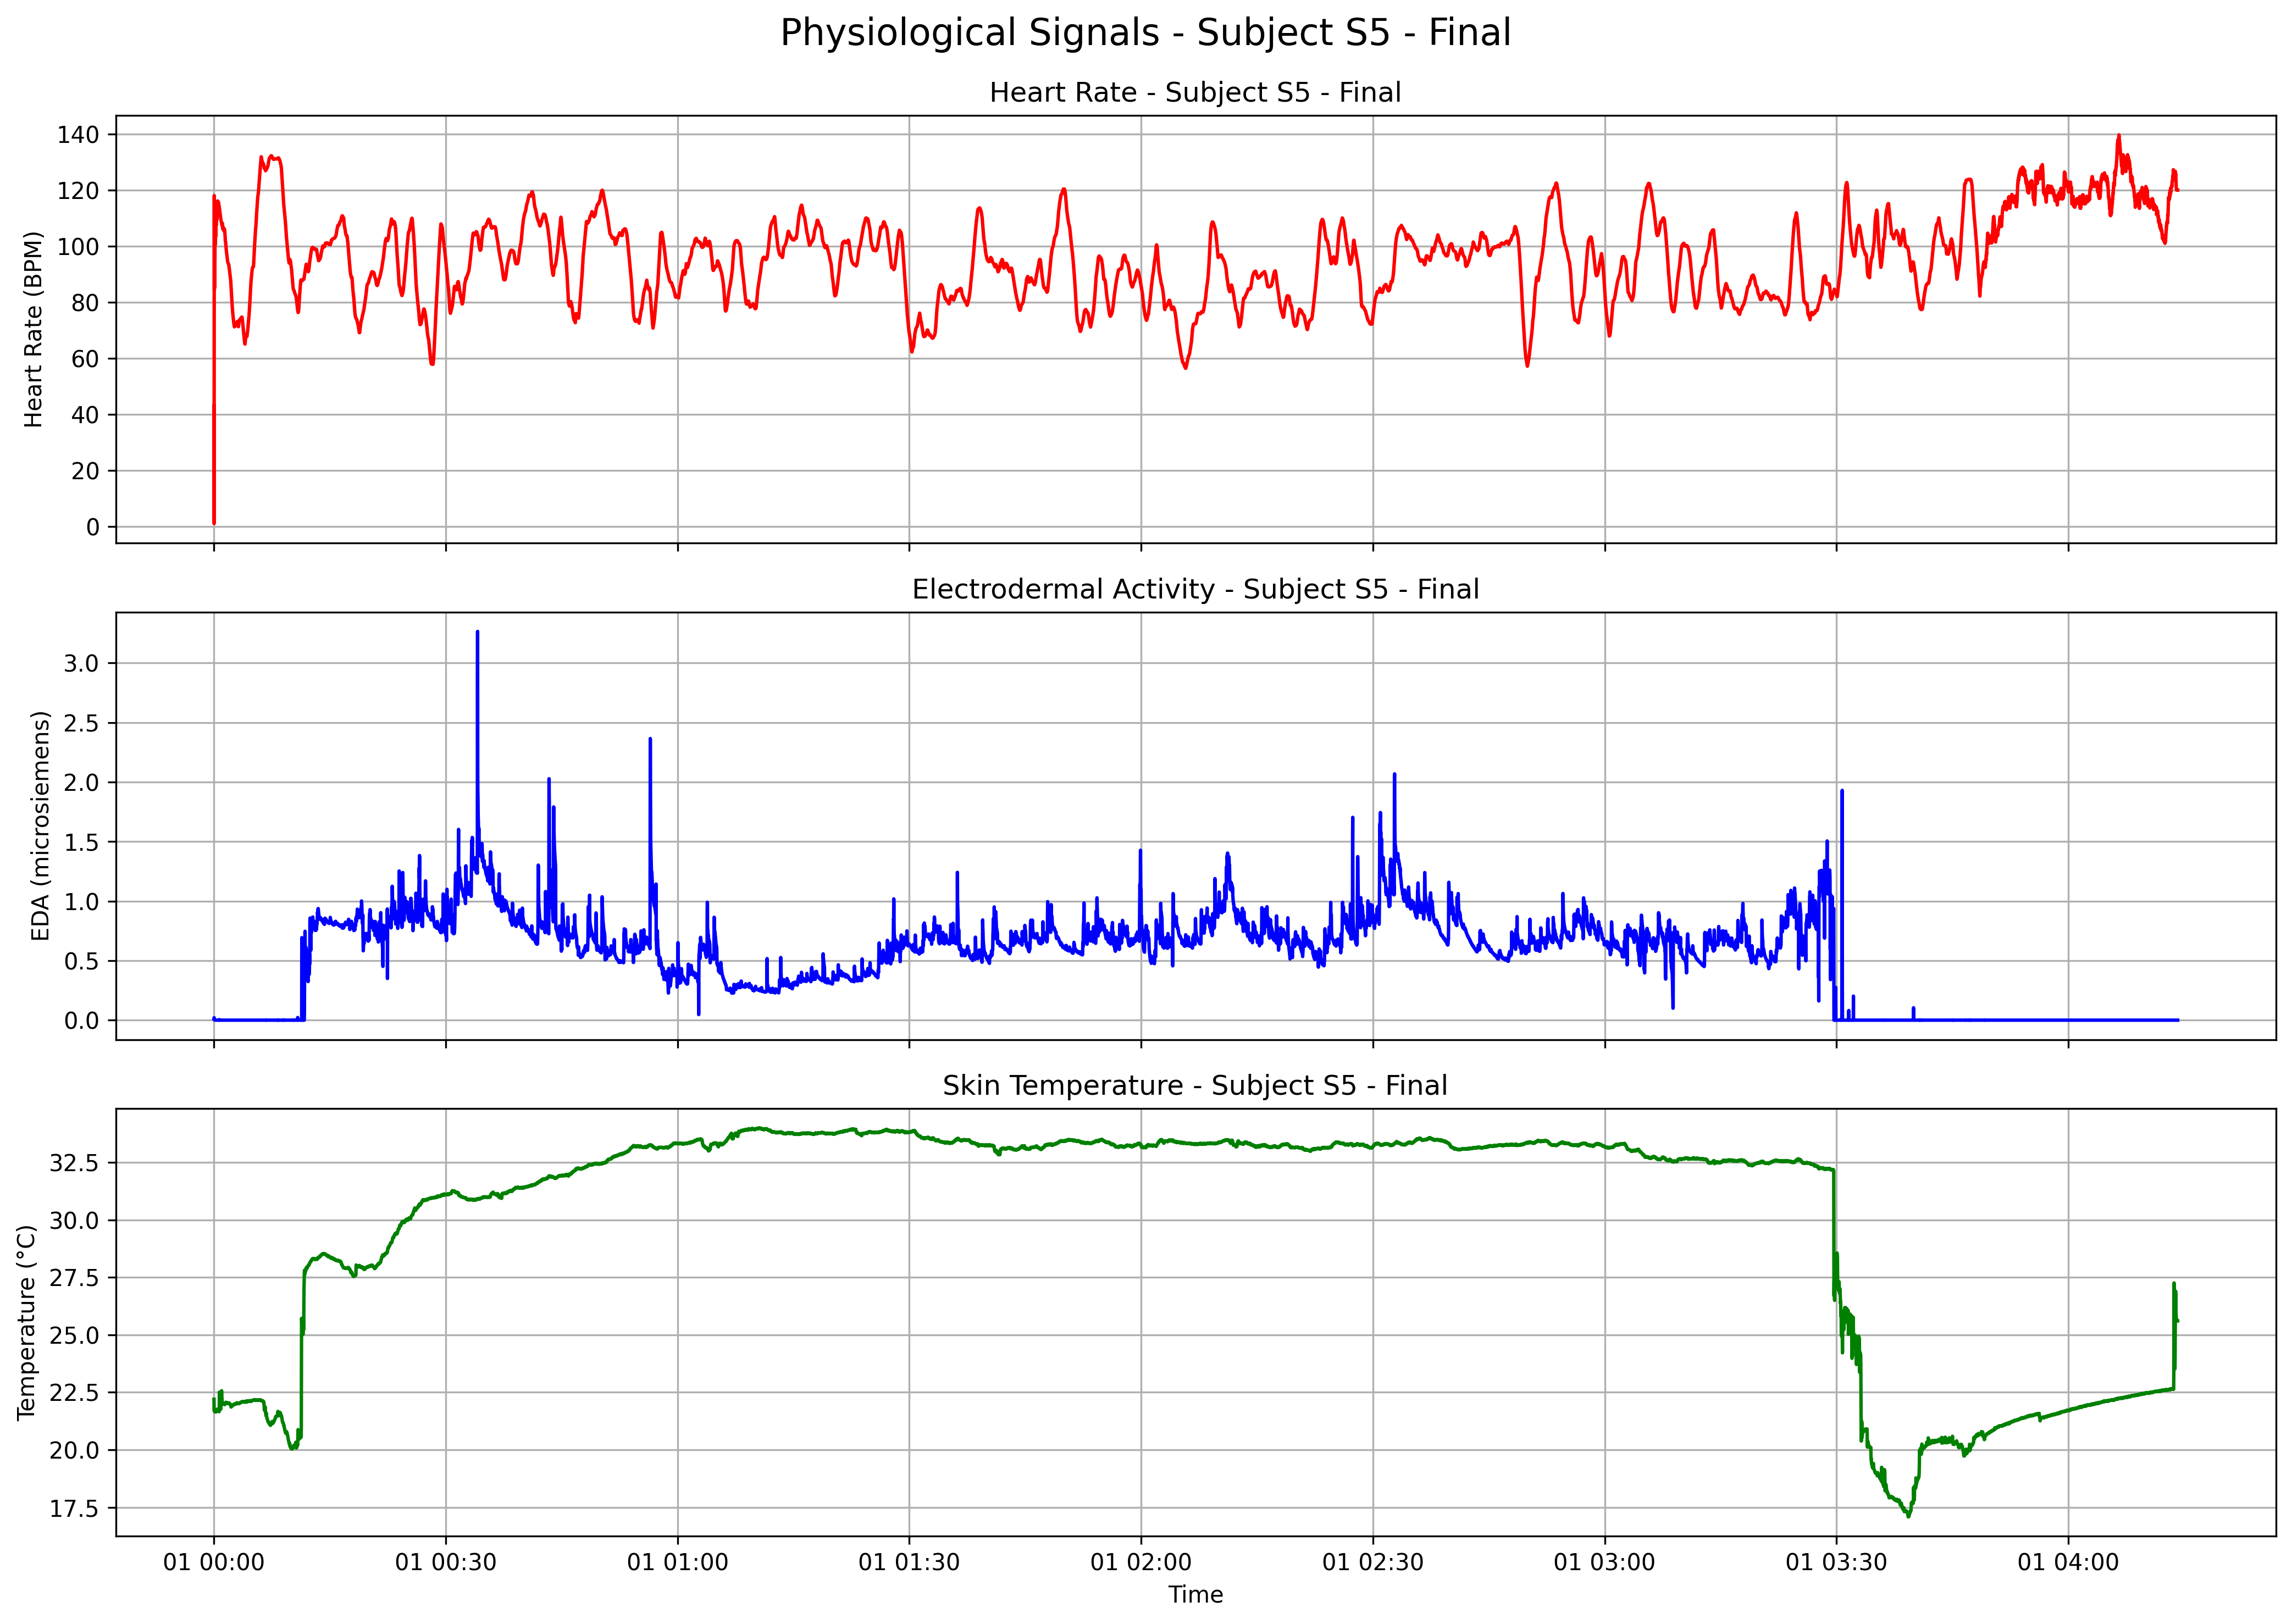 Physiological Signals - Subject S5 - Final
Heart Rate - Subject S5 - Final
Heart Rate (BPM)
140
120
100
80
60
40
20
0
Electrodermal Activity - Subject S5 - Final
EDA (microsiemens)
3.0
2.5
2.0
1.5
1.0
0.5
0.0
Skin Temperature - Subject S5 - Final
Temperature (°C)
32.5
30.0
27.5
25.0
22.5
20.0
17.5
01 00:00 01 00:30 01 01:00 01 01:30 01 02:00 01 02:30 01 03:00 01 03:30 01 04:00
Time